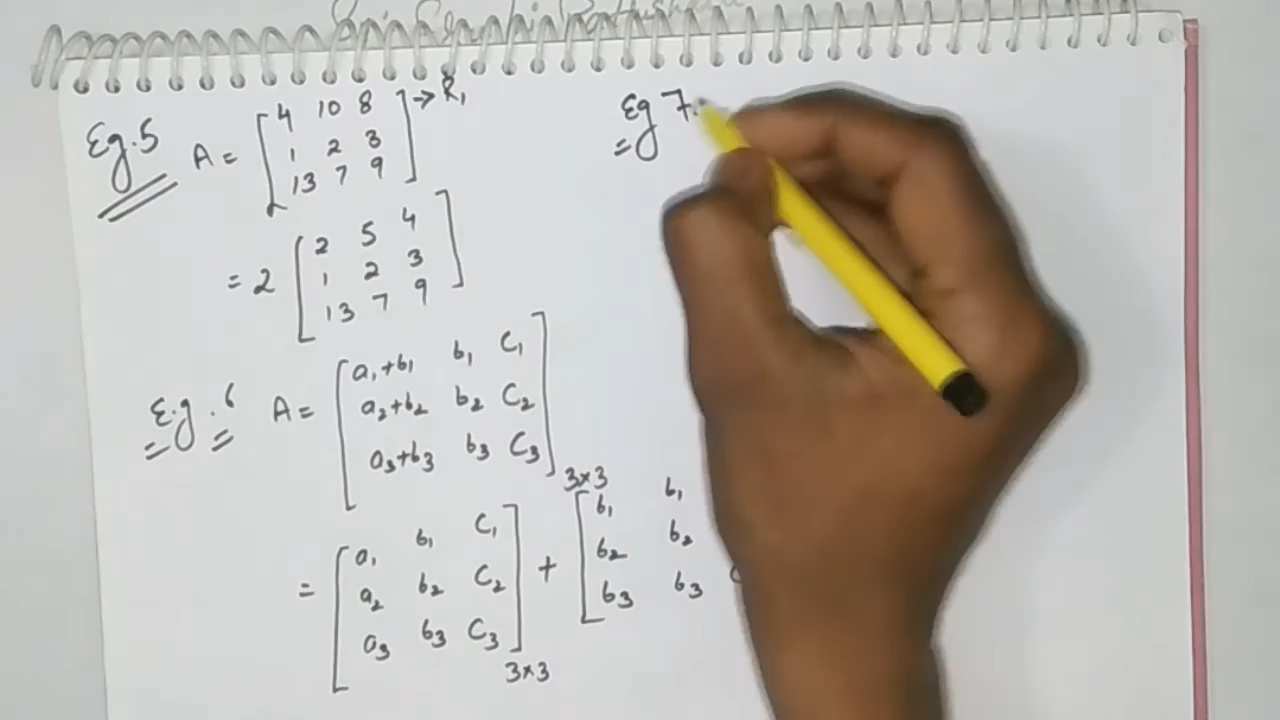 Eg.5 A = [4 10 8 → R₁
1 2 3
13 7 9]
= 2 [2 5 4
1 2 3
13 7 9]
Eg.6 A = [a₁+b₁ b₁ C₁
a₂+b₂ b₂ C₂
a₃+b₃ b₃ C₃] 3×3
= [a₁ b₁ C₁
a₂ b₂ C₂
a₃ b₃ C₃] 3×3 + [b₁ b₁
b₂ b₂
b₃ b₃
Eg 7.